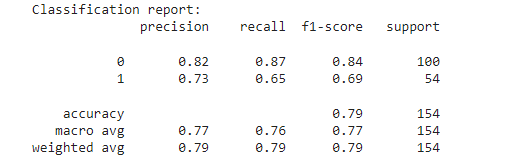 Classification report:
precision recall f1-score support
0 0.82 0.87 0.84 100
1 0.73 0.65 0.69 54
accuracy 0.79 154
macro avg 0.77 0.76 0.77 154
weighted avg 0.79 0.79 0.79 154